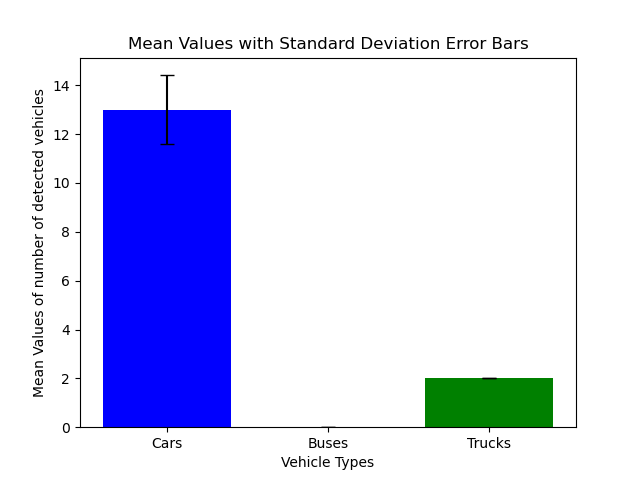 Mean Values with Standard Deviation Error Bars
Mean Values of number of detected vehicles
14
12
10
8
6
4
2
0
Cars Buses Trucks
Vehicle Types